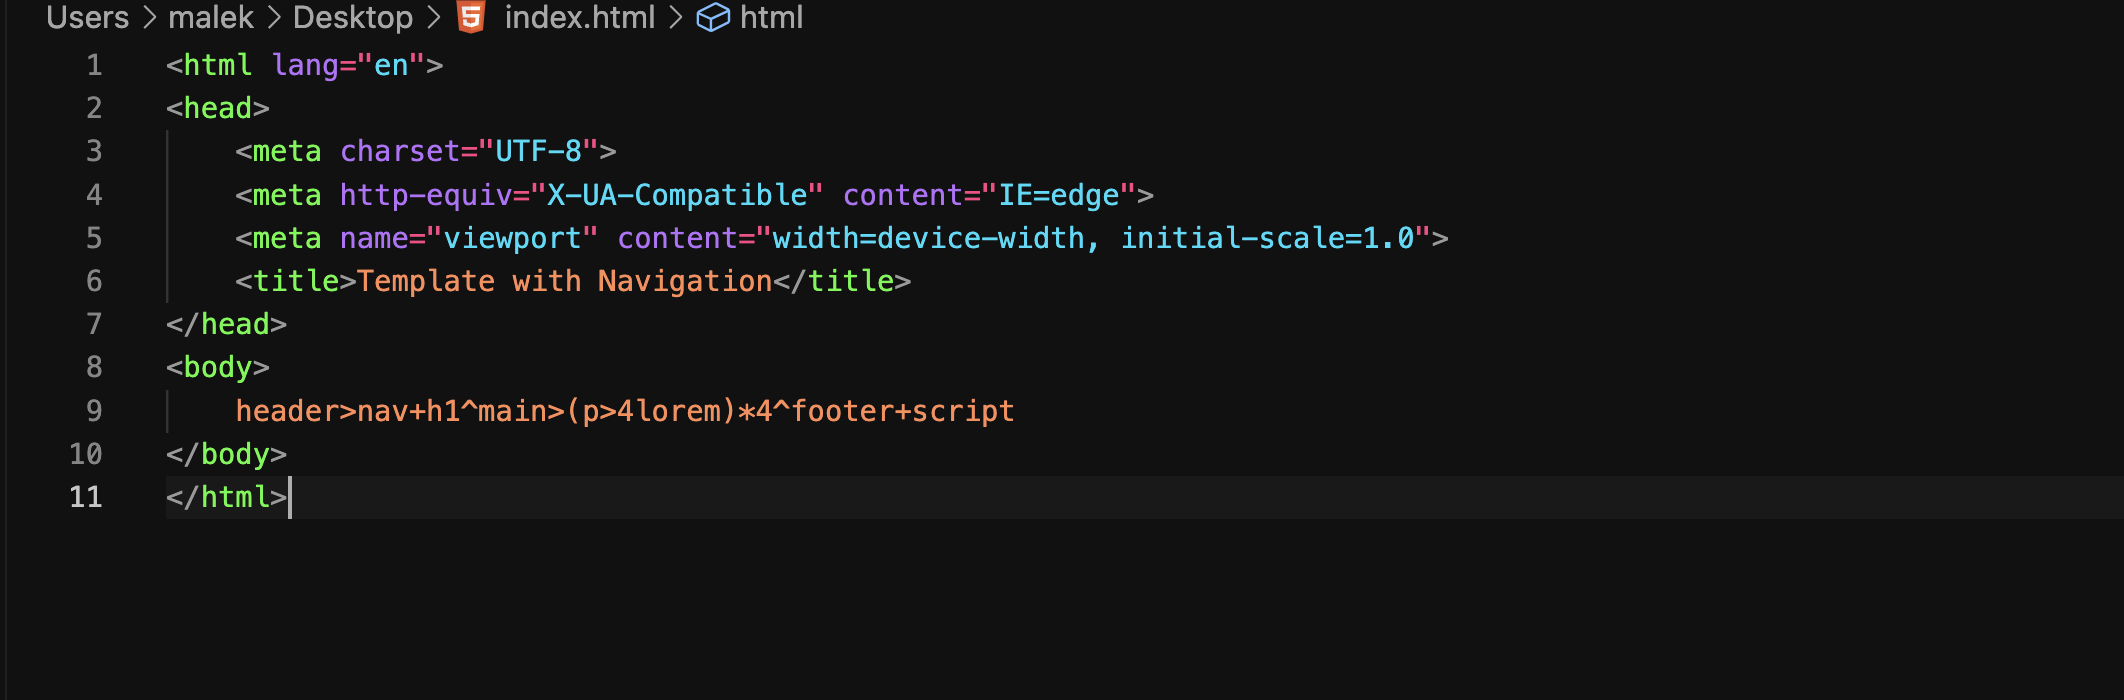 Users > malek > Desktop > index.html > html
1 <html lang="en">
2 <head>
3     <meta charset="UTF-8">
4     <meta http-equiv="X-UA-Compatible" content="IE=edge">
5     <meta name="viewport" content="width=device-width, initial-scale=1.0">
6     <title>Template with Navigation</title>
7 </head>
8 <body>
9     header>nav+h1^main>(p>4lorem)*4^footer+script
10 </body>
11 </html>